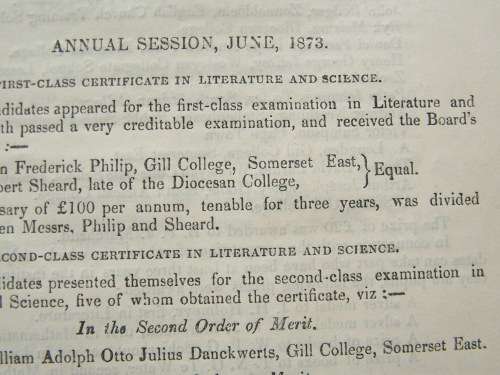 ANNUAL SESSION, JUNE, 1873.
FIRST-CLASS CERTIFICATE IN LITERATURE AND SCIENCE.
ndidates appeared for the first-class examination in Literature and
th passed a very creditable examination, and received the Board's
:—
n Frederick Philip, Gill College, Somerset East, } Equal.
bert Sheard, late of the Diocesan College,
sary of £100 per annum, tenable for three years, was divided
en Messrs. Philip and Sheard.
ECOND-CLASS CERTIFICATE IN LITERATURE AND SCIENCE.
didates presented themselves for the second-class examination in
l Science, five of whom obtained the certificate, viz :—
In the Second Order of Merit.
lliam Adolph Otto Julius Danckwerts, Gill College, Somerset East.